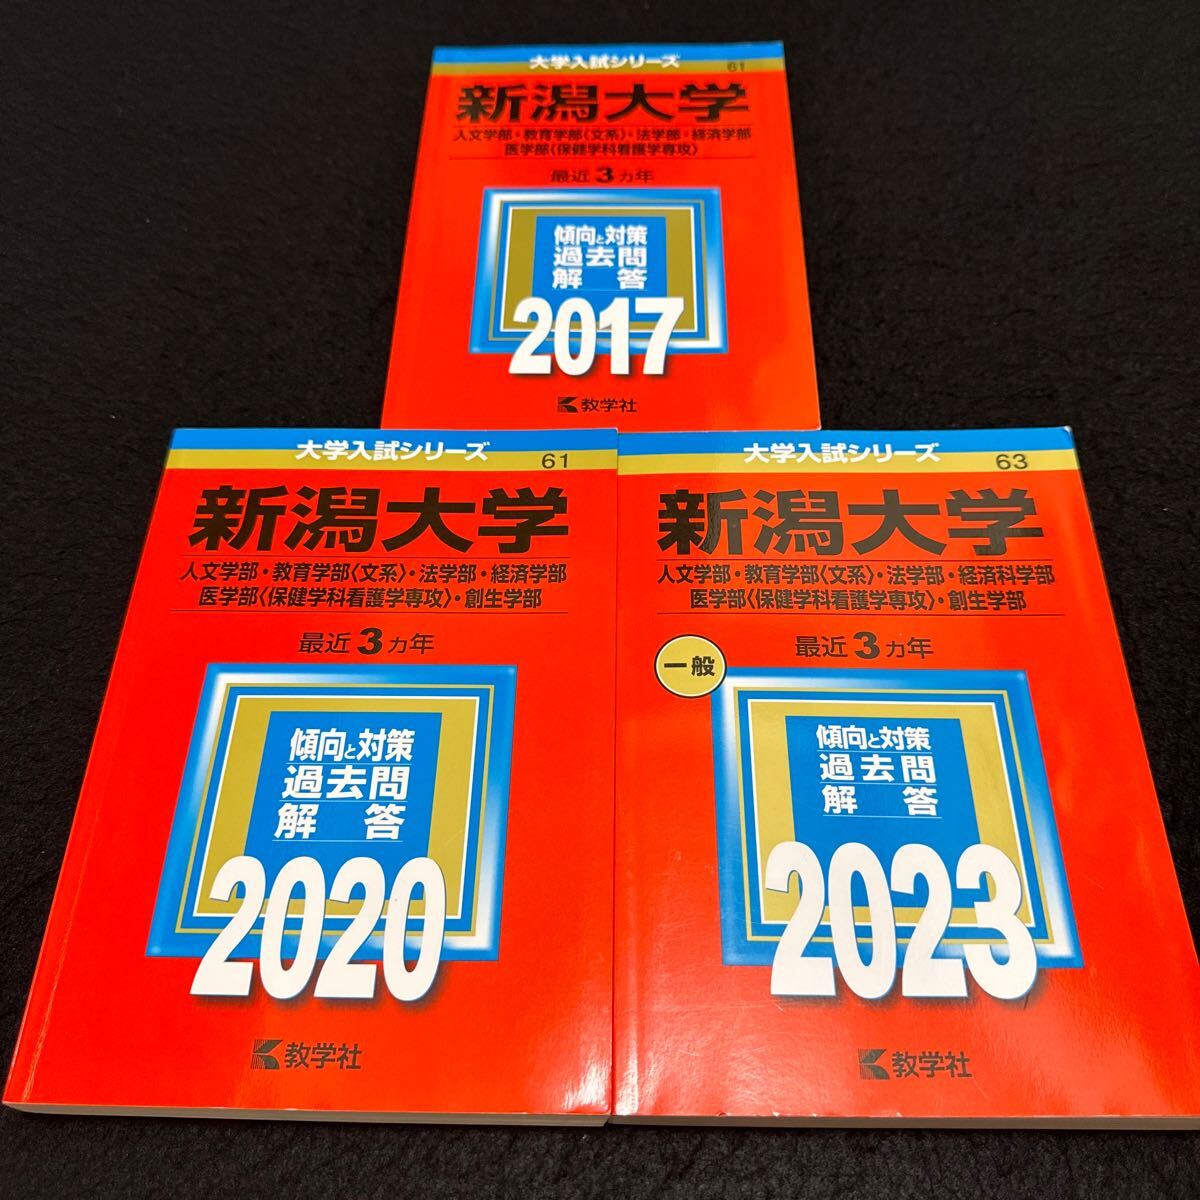 大学入試シリーズ
61
新潟大学
人文学部・教育学部〈文系〉・法学部・経済学部
医学部〈保健学科看護学専攻〉
最近3カ年
傾向と対策
過去問
解答
2017
教学社
大学入試シリーズ
61
新潟大学
人文学部・教育学部〈文系〉・法学部・経済学部
医学部〈保健学科看護学専攻〉・創生学部
最近3カ年
傾向と対策
過去問
解答
2020
教学社
大学入試シリーズ
63
新潟大学
人文学部・教育学部〈文系〉・法学部・経済科学部
医学部〈保健学科看護学専攻〉・創生学部
最近3カ年
一般
傾向と対策
過去問
解答
2023
教学社